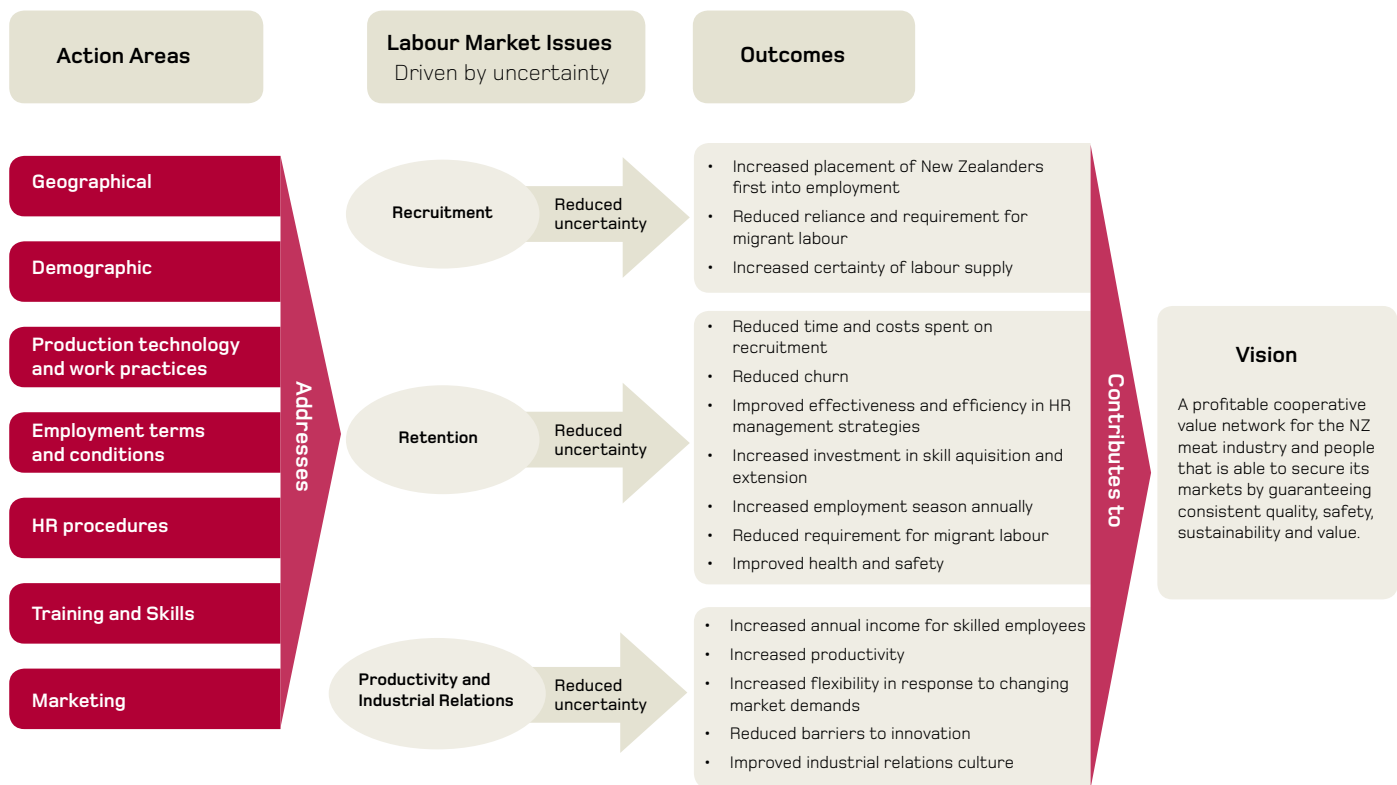 Action Areas
Labour Market Issues
Driven by uncertainty
Outcomes
Geographical
Demographic
Production technology
and work practices
Employment terms
and conditions
HR procedures
Training and Skills
Marketing
Addresses
Recruitment
Reduced
uncertainty
• Increased placement of New Zealanders
first into employment
• Reduced reliance and requirement for
migrant labour
• Increased certainty of labour supply
Retention
Reduced
uncertainty
• Reduced time and costs spent on
recruitment
• Reduced churn
• Improved effectiveness and efficiency in HR
management strategies
• Increased investment in skill aquisition and
extension
• Increased employment season annually
• Reduced requirement for migrant labour
• Improved health and safety
Productivity and
Industrial Relations
Reduced
uncertainty
• Increased annual income for skilled employees
• Increased productivity
• Increased flexibility in response to changing
market demands
• Reduced barriers to innovation
• Improved industrial relations culture
Contributes to
Vision
A profitable cooperative
value network for the NZ
meat industry and people
that is able to secure its
markets by guaranteeing
consistent quality, safety,
sustainability and value.